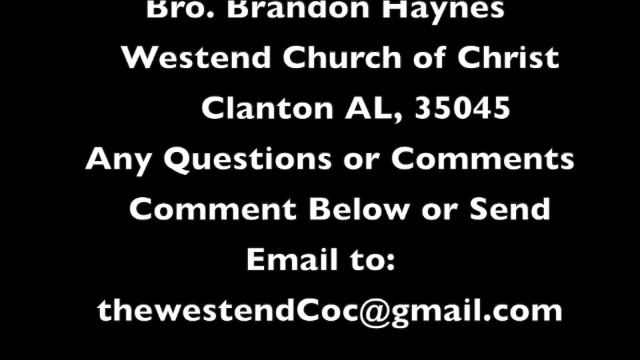 Bro. Brandon Haynes
Westend Church of Christ
Clanton AL, 35045
Any Questions or Comments
Comment Below or Send
Email to:
thewestendCoc@gmail.com